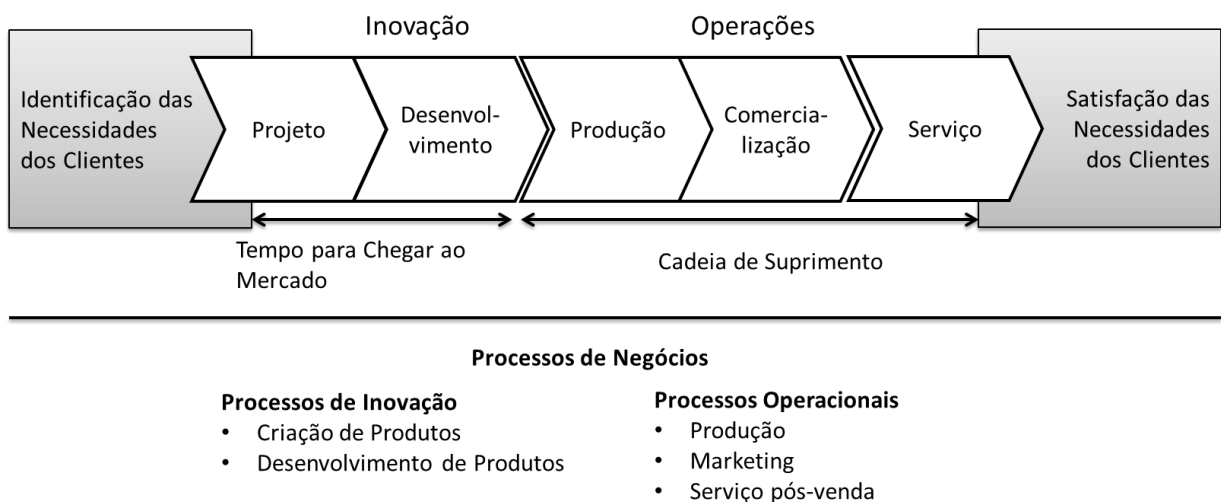 Inovação
Operações
Identificação das
Necessidades
dos Clientes
Projeto
Desenvol-
vimento
Produção
Comercia-
lização
Serviço
Satisfação das
Necessidades
dos Clientes
Tempo para Chegar ao
Mercado
Cadeia de Suprimento
Processos de Negócios
Processos de Inovação
• Criação de Produtos
• Desenvolvimento de Produtos
Processos Operacionais
• Produção
• Marketing
• Serviço pós-venda